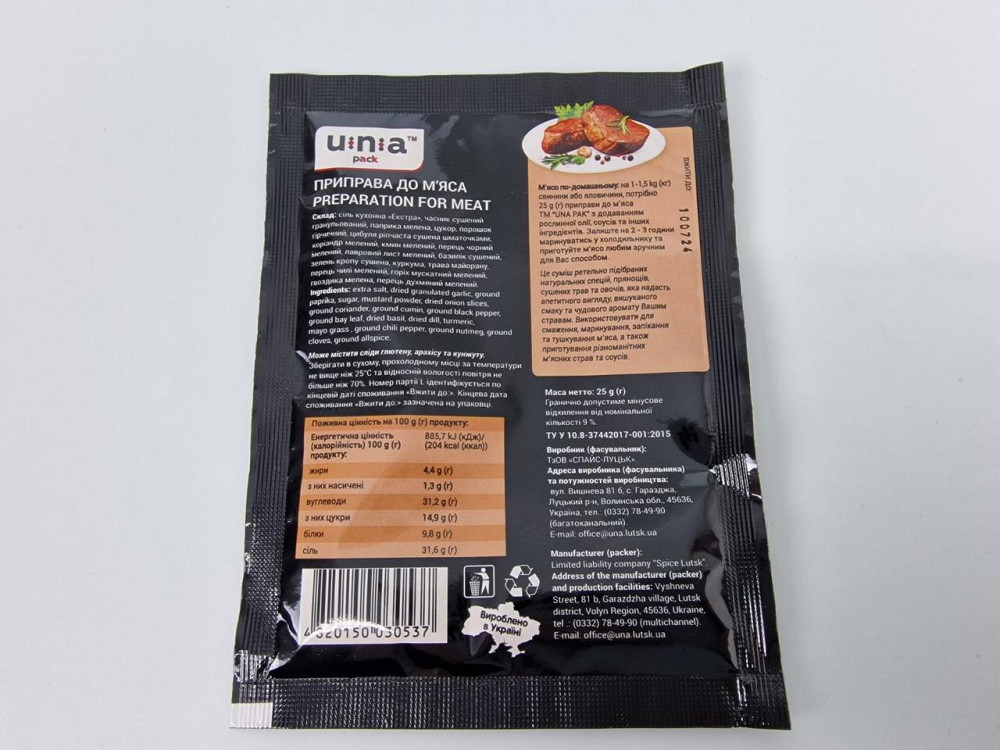 u:n:a™
pack
ПРИПРАВА ДО М'ЯСА
PREPARATION FOR MEAT
Склад: сіль кухонна «Екстра», часник сушений
гранульований, паприка мелена, цукор, порошок
гірчичний, цибуля ріпчаста сушена шматочками,
коріандр мелений, кмин мелений, перець чорний
мелений, лавровий лист мелений, базилік сушений,
зелень кропу сушена, куркума, трава майорану,
перець чилі мелений, горіх мускатний мелений,
гвоздика мелена, перець духмяний мелений.
Ingredients: extra salt, dried granulated garlic, ground
paprika, sugar, mustard powder, dried onion slices,
ground coriander, ground cumin, ground black pepper,
ground bay leaf, dried basil, dried dill, turmeric,
mayo grass , ground chili pepper, ground nutmeg, ground
cloves, ground allspice.
Може містити сліди глютену, арахісу та кунжуту.
Зберігати в сухому, прохолодному місці за температури
не вище ніж 25°С та відносній вологості повітря не
більше ніж 70%. Номер партії L ідентифікується по
кінцевій даті споживання «Вжити до:». Кінцева дата
споживання «Вжити до:» зазначена на упаковці.
Поживна цінність на 100 g (г) продукту:
Енергетична цінність 885,7 kJ (кДж)/
(калорійність) 100 g (г) (204 kcal (ккал))
продукту:
жири 4,4 g (г)
з них насичені 1,3 g (г)
вуглеводи 31,2 g (г)
з них цукри 14,9 g (г)
білки 9,8 g (г)
сіль 31,6 g (г)
4820150030537
Вироблено
в Україні
М'ясо по-домашньому: на 1-1,5 kg (кг)
свинини або яловичини, потрібно
25 g (г) приправи до м'яса
ТМ "UNA PAK" з додаванням
рослинної олії, соусів та інших
інгредієнтів. Залиште на 2 - 3 години
маринуватись у холодильнику та
приготуйте м'ясо любим зручним
для Вас способом.
Це суміш ретельно підібраних
натуральних спецій, прянощів,
сушених трав та овочів, яка надасть
апетитного вигляду, вишуканого
смаку та чудового аромату Вашим
стравам. Використовувати для
смаження, маринування, запікання
та тушкування м'яса, а також
приготування різноманітних
м'ясних страв та соусів.
ВЖИТИ ДО:
100724
Маса нетто: 25 g (г)
Гранично допустиме мінусове
відхилення від номінальної
кількості 9 %.
ТУ У 10.8-37442017-001:2015
Виробник (фасувальник):
ТзОВ «СПАЙС-ЛУЦЬК».
Адреса виробника (фасувальника)
та потужностей виробництва:
вул. Вишнева 81 б, с. Гаразджа,
Луцький р-н, Волинська обл., 45636,
Україна, тел.: (0332) 78-49-90
(багатоканальний).
E-mail: office@una.lutsk.ua
Manufacturer (packer):
Limited liability company "Spice Lutsk".
Address of the manufacturer (packer)
and production facilities: Vyshneva
Street, 81 b, Garazdzha village, Lutsk
district, Volyn Region, 45636, Ukraine,
tel .: (0332) 78-49-90 (multichannel).
E-mail: office@una.lutsk.ua